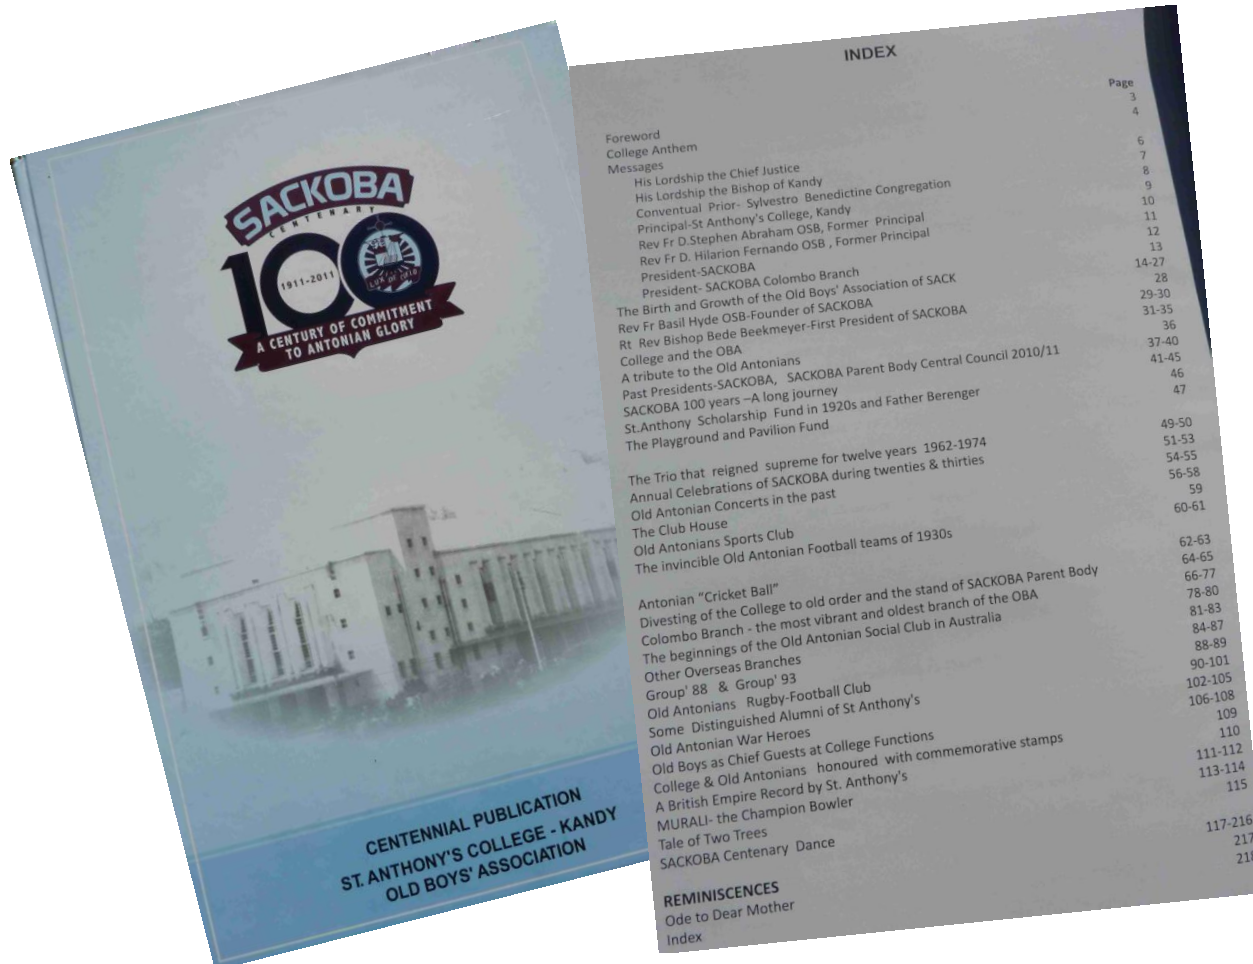 SACKOBA
CENTENARY
100
1911-2011
LUX DE COELO
A CENTURY OF COMMITMENT
TO ANTONIAN GLORY
CENTENNIAL PUBLICATION
ST. ANTHONY'S COLLEGE - KANDY
OLD BOYS' ASSOCIATION
INDEX
Page
Foreword 3
College Anthem 4
Messages
His Lordship the Chief Justice 6
His Lordship the Bishop of Kandy 7
Conventual Prior- Sylvestro Benedictine Congregation 8
Principal-St Anthony's College, Kandy 9
Rev Fr D.Stephen Abraham OSB, Former Principal 10
Rev Fr D. Hilarion Fernando OSB , Former Principal 11
President-SACKOBA 12
President- SACKOBA Colombo Branch 13
The Birth and Growth of the Old Boys' Association of SACK 14-27
Rev Fr Basil Hyde OSB-Founder of SACKOBA 28
Rt Rev Bishop Bede Beekmeyer-First President of SACKOBA 29-30
College and the OBA 31-35
A tribute to the Old Antonians 36
Past Presidents-SACKOBA, SACKOBA Parent Body Central Council 2010/11 37-40
SACKOBA 100 years –A long journey 41-45
St.Anthony Scholarship Fund in 1920s and Father Berenger 46
The Playground and Pavilion Fund 47
The Trio that reigned supreme for twelve years 1962-1974 49-50
Annual Celebrations of SACKOBA during twenties & thirties 51-53
Old Antonian Concerts in the past 54-55
The Club House 56-58
Old Antonians Sports Club 59
The invincible Old Antonian Football teams of 1930s 60-61
Antonian “Cricket Ball” 62-63
Divesting of the College to old order and the stand of SACKOBA Parent Body 64-65
Colombo Branch - the most vibrant and oldest branch of the OBA 66-77
The beginnings of the Old Antonian Social Club in Australia 78-80
Other Overseas Branches 81-83
Group' 88 & Group' 93 84-87
Old Antonians Rugby-Football Club 88-89
Some Distinguished Alumni of St Anthony's 90-101
Old Antonian War Heroes 102-105
Old Boys as Chief Guests at College Functions 106-108
College & Old Antonians honoured with commemorative stamps 109
A British Empire Record by St. Anthony's 110
MURALI- the Champion Bowler 111-112
Tale of Two Trees 113-114
SACKOBA Centenary Dance 115
REMINISCENCES 117-216
Ode to Dear Mother 217
Index 218